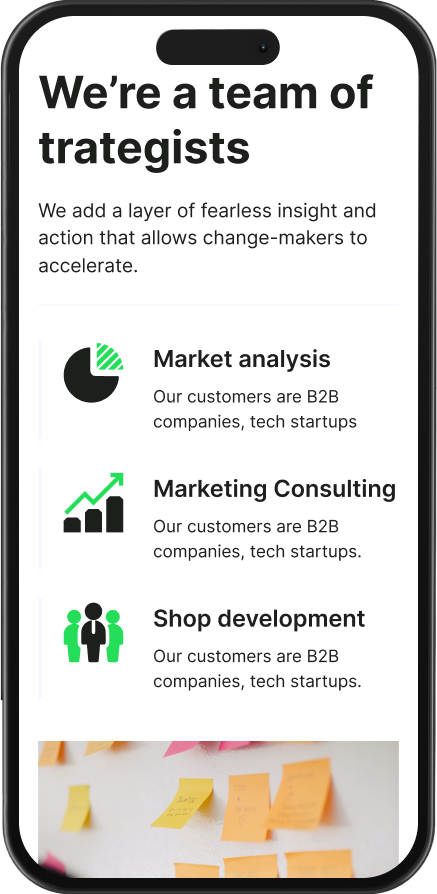 We’re a team of
trategists
We add a layer of fearless insight and
action that allows change-makers to
accelerate.
Market analysis
Our customers are B2B
companies, tech startups
Marketing Consulting
Our customers are B2B
companies, tech startups.
Shop development
Our customers are B2B
companies, tech startups.